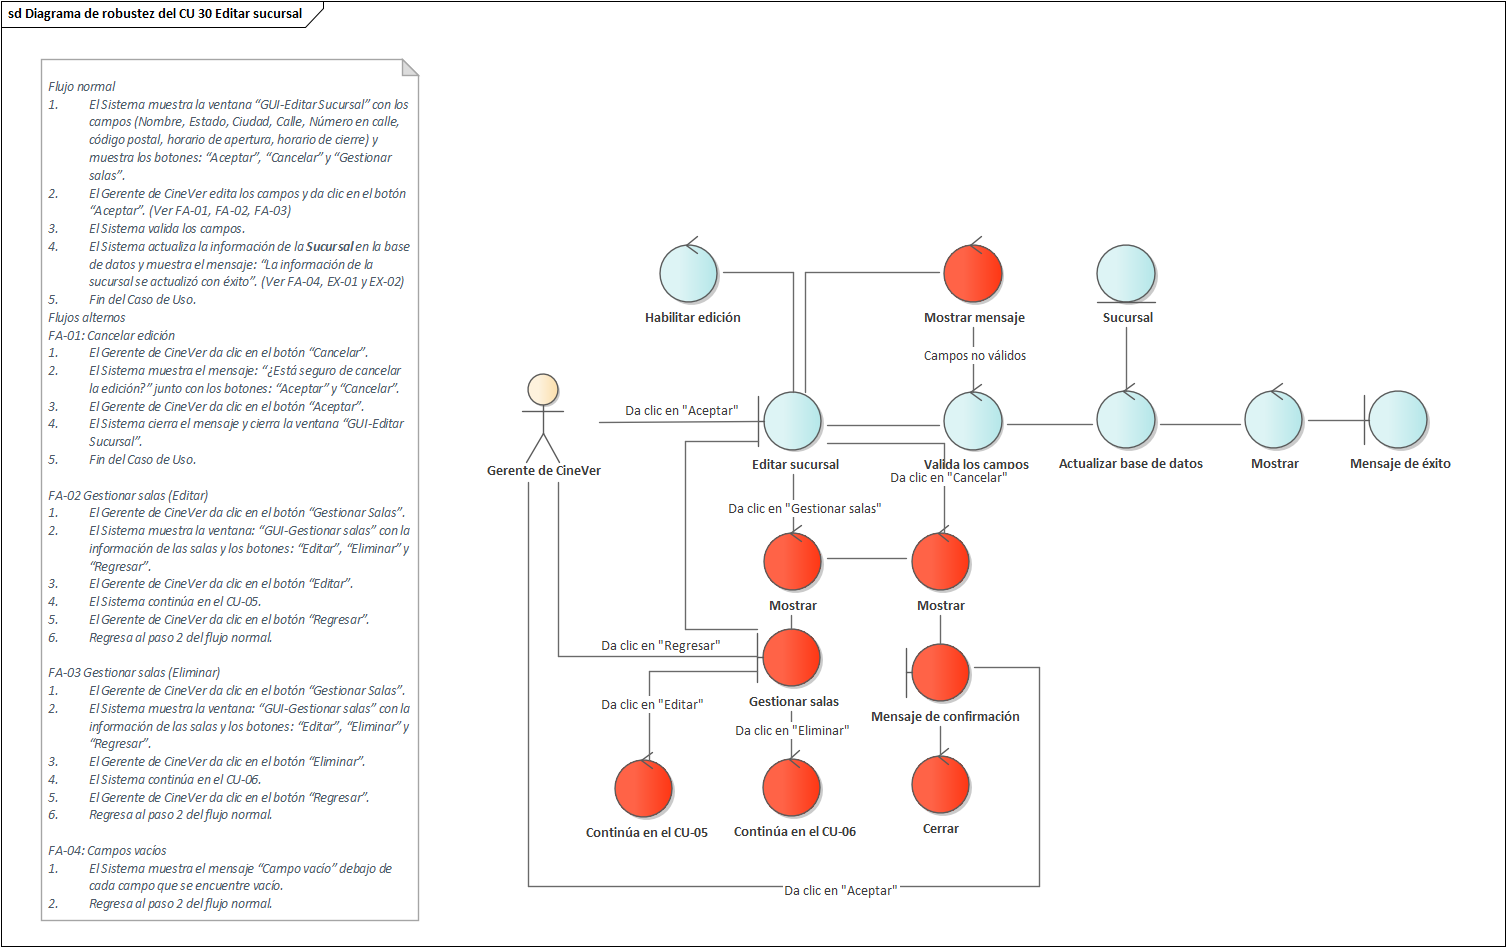 sd Diagrama de robustez del CU 30 Editar sucursal
Flujo normal
1. El Sistema muestra la ventana “GUI-Editar Sucursal” con los
campos (Nombre, Estado, Ciudad, Calle, Número en calle,
código postal, horario de apertura, horario de cierre) y
muestra los botones: “Aceptar”, “Cancelar” y “Gestionar
salas”.
2. El Gerente de CineVer edita los campos y da clic en el botón
“Aceptar”. (Ver FA-01, FA-02, FA-03)
3. El Sistema valida los campos.
4. El Sistema actualiza la información de la Sucursal en la base
de datos y muestra el mensaje: “La información de la
sucursal se actualizó con éxito”. (Ver FA-04, EX-01 y EX-02)
5. Fin del Caso de Uso.
Flujos alternos
FA-01: Cancelar edición
1. El Gerente de CineVer da clic en el botón “Cancelar”.
2. El Sistema muestra el mensaje: “¿Está seguro de cancelar
la edición?” junto con los botones: “Aceptar” y “Cancelar”.
3. El Gerente de CineVer da clic en el botón “Aceptar”.
4. El Sistema cierra el mensaje y cierra la ventana “GUI-Editar
Sucursal”.
5. Fin del Caso de Uso.
FA-02 Gestionar salas (Editar)
1. El Gerente de CineVer da clic en el botón “Gestionar Salas”.
2. El Sistema muestra la ventana: “GUI-Gestionar salas” con la
información de las salas y los botones: “Editar”, “Eliminar” y
“Regresar”.
3. El Gerente de CineVer da clic en el botón “Editar”.
4. El Sistema continúa en el CU-05.
5. El Gerente de CineVer da clic en el botón “Regresar”.
6. Regresa al paso 2 del flujo normal.
FA-03 Gestionar salas (Eliminar)
1. El Gerente de CineVer da clic en el botón “Gestionar Salas”.
2. El Sistema muestra la ventana: “GUI-Gestionar salas” con la
información de las salas y los botones: “Editar”, “Eliminar” y
“Regresar”.
3. El Gerente de CineVer da clic en el botón “Eliminar”.
4. El Sistema continúa en el CU-06.
5. El Gerente de CineVer da clic en el botón “Regresar”.
6. Regresa al paso 2 del flujo normal.
FA-04: Campos vacíos
1. El Sistema muestra el mensaje “Campo vacío” debajo de
cada campo que se encuentre vacío.
2. Regresa al paso 2 del flujo normal.
Habilitar edición
Mostrar mensaje
Sucursal
Campos no válidos
Da clic en "Aceptar"
Gerente de CineVer
Editar sucursal
Valida los campos
Actualizar base de datos
Mostrar
Mensaje de éxito
Da clic en "Cancelar"
Da clic en "Gestionar salas"
Mostrar
Mostrar
Da clic en "Regresar"
Gestionar salas
Da clic en "Editar"
Mensaje de confirmación
Da clic en "Eliminar"
Continúa en el CU-05
Continúa en el CU-06
Cerrar
Da clic en "Aceptar"